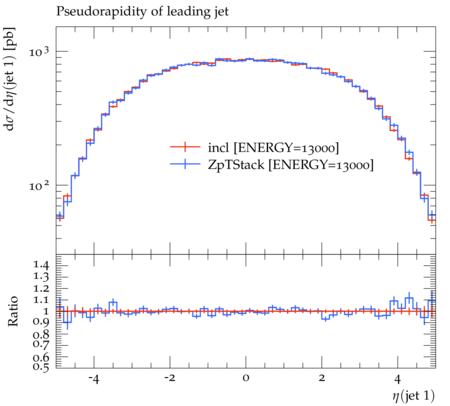 Pseudorapidity of leading jet
dσ/dη(jet 1) [pb]
10³
10²
incl [ENERGY=13000]
ZpTStack [ENERGY=13000]
Ratio
1.4
1.3
1.2
1.1
1
0.9
0.8
0.7
0.6
0.5
-4 -2 0 2 4
η(jet 1)